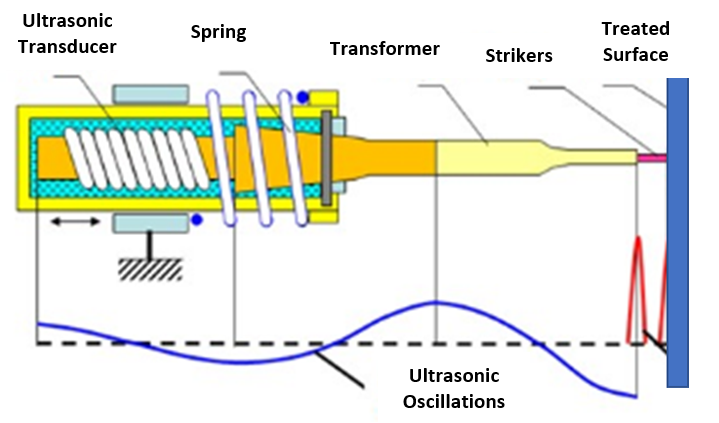 Ultrasonic
Transducer
Spring
Transformer
Strikers
Treated
Surface
Ultrasonic
Oscillations